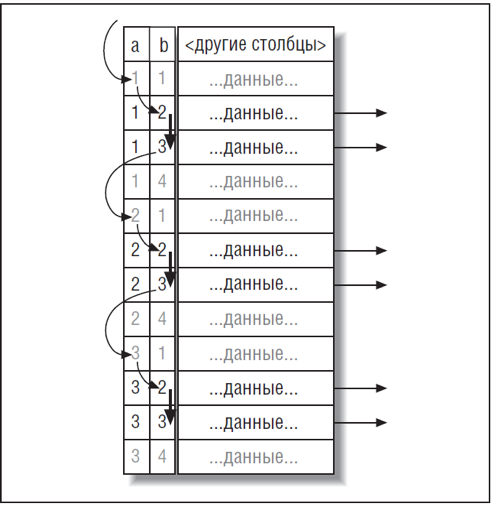 a b <другие столбцы>
1 1 ...данные...
1 2 ...данные...
1 3 ...данные...
1 4 ...данные...
2 1 ...данные...
2 2 ...данные...
2 3 ...данные...
2 4 ...данные...
3 1 ...данные...
3 2 ...данные...
3 3 ...данные...
3 4 ...данные...